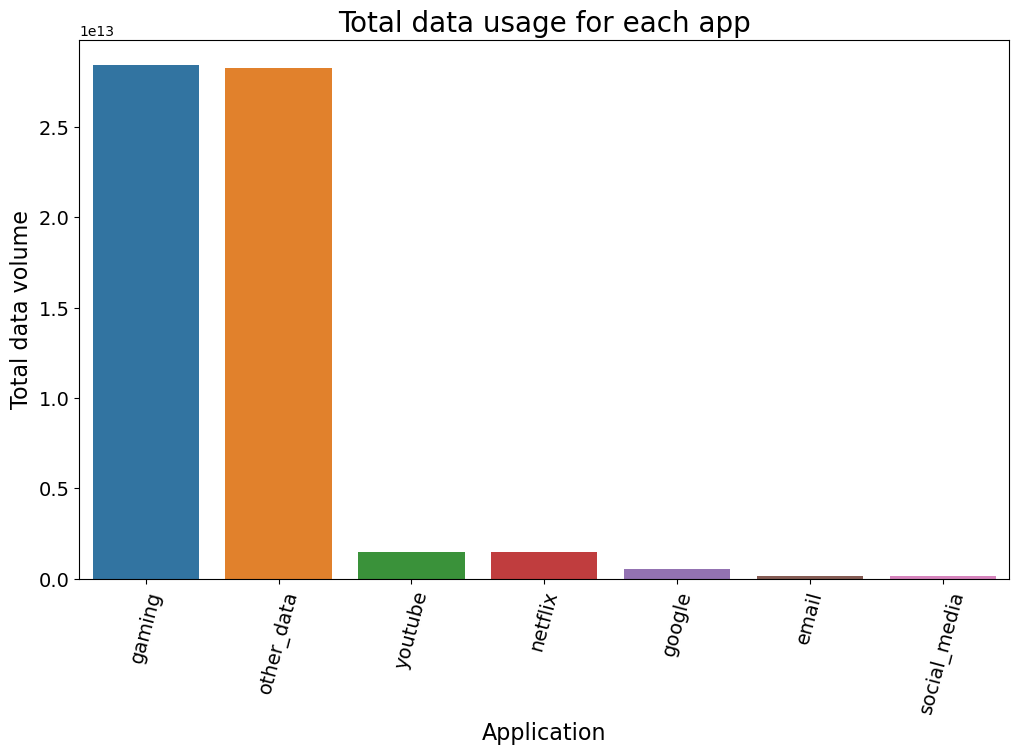 Total data usage for each app
1e13
Total data volume
2.5
2.0
1.5
1.0
0.5
0.0
gaming
other_data
youtube
netflix
google
email
social_media
Application